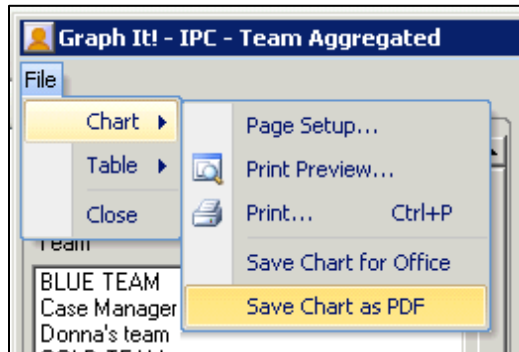 Graph It! - IPC - Team Aggregated
File
Chart
Table
Close
Page Setup...
Print Preview...
Print... Ctrl+P
Save Chart for Office
Save Chart as PDF
Team
BLUE TEAM
Case Manager
Donna's team